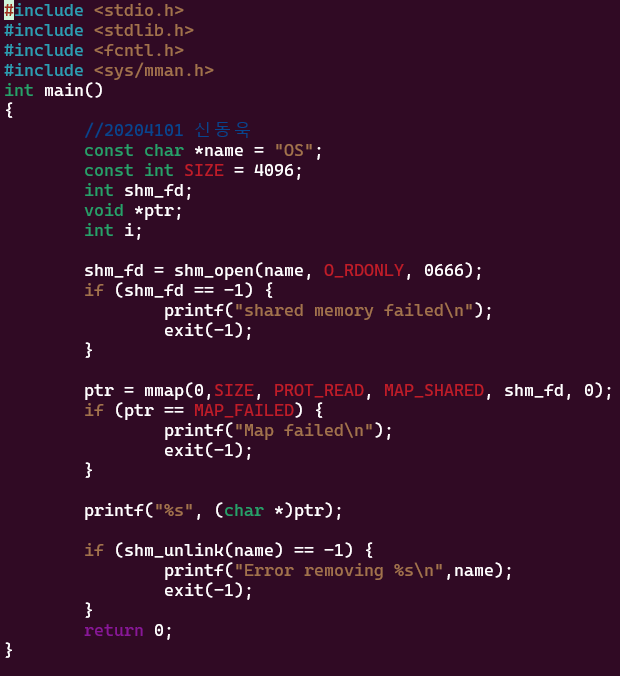 #include <stdio.h>
#include <stdlib.h>
#include <fcntl.h>
#include <sys/mman.h>
int main()
{
        //20204101 신동욱
        const char *name = "OS";
        const int SIZE = 4096;
        int shm_fd;
        void *ptr;
        int i;

        shm_fd = shm_open(name, O_RDONLY, 0666);
        if (shm_fd == -1) {
                printf("shared memory failed\n");
                exit(-1);
        }

        ptr = mmap(0,SIZE, PROT_READ, MAP_SHARED, shm_fd, 0);
        if (ptr == MAP_FAILED) {
                printf("Map failed\n");
                exit(-1);
        }

        printf("%s", (char *)ptr);

        if (shm_unlink(name) == -1) {
                printf("Error removing %s\n",name);
                exit(-1);
        }
        return 0;
}